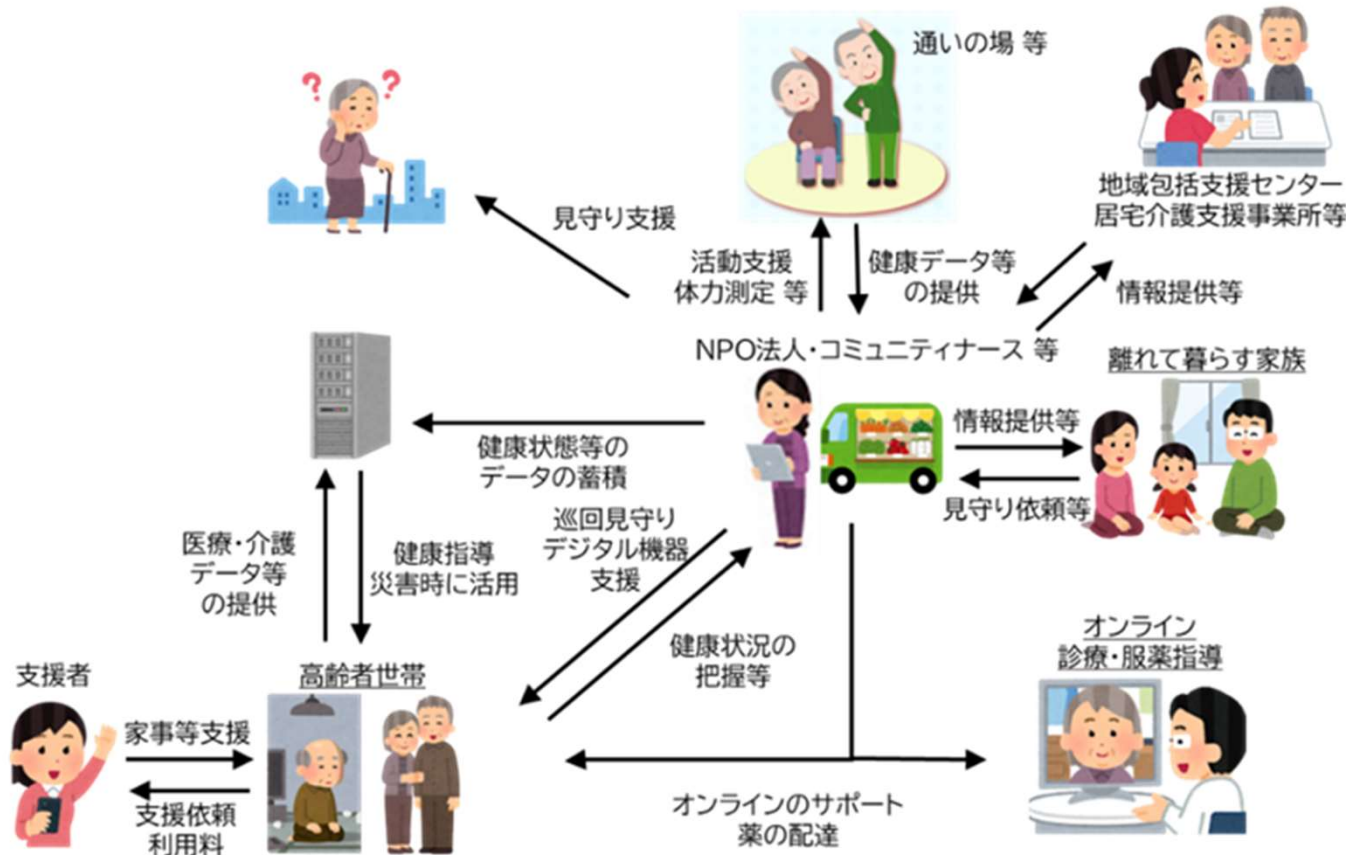 通いの場 等
? ?
地域包括支援センター
居宅介護支援事業所等
見守り支援
活動支援
体力測定 等
健康データ等
の提供
情報提供等
NPO法人・コミュニティナース 等
離れて暮らす家族
情報提供等
見守り依頼等
健康状態等の
データの蓄積
巡回見守り
デジタル機器
支援
医療・介護
データ等
の提供
健康指導
災害時に活用
健康状況の
把握等
オンライン
診療・服薬指導
支援者
高齢者世帯
家事等支援
支援依頼
利用料
オンラインのサポート
薬の配達